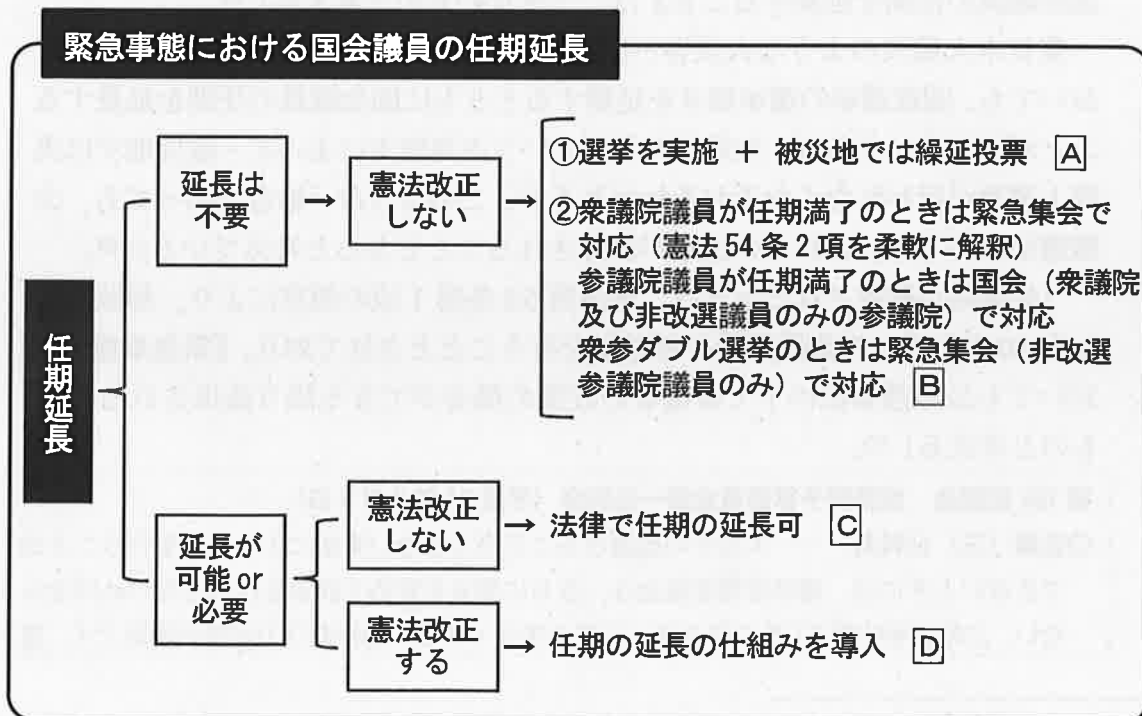 緊急事態における国会議員の任期延長
任期延長
延長は
不要
憲法改正
しない
①選挙を実施 + 被災地では繰延投票 A
②衆議院議員が任期満了のときは緊急集会で
対応（憲法54条2項を柔軟に解釈）
参議院議員が任期満了のときは国会（衆議院
及び非改選議員のみの参議院）で対応
衆参ダブル選挙のときは緊急集会（非改選
参議院議員のみ）で対応 B
延長が
可能 or
必要
憲法改正
しない
法律で任期の延長可 C
憲法改正
する
任期の延長の仕組みを導入 D